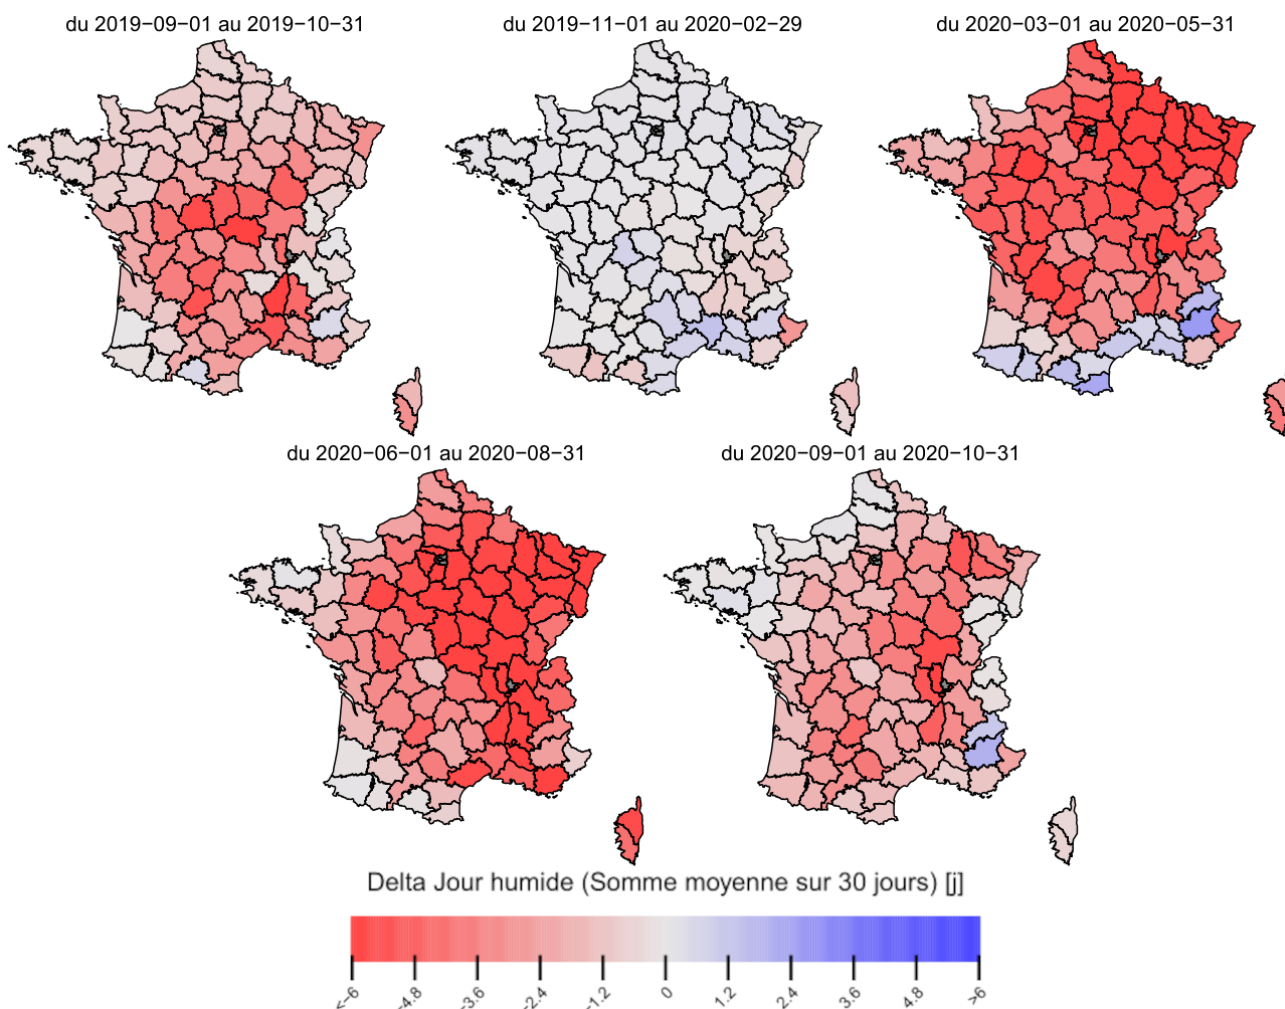 du 2019−09−01 au 2019−10−31
du 2019−11−01 au 2020−02−29
du 2020−03−01 au 2020−05−31
du 2020−06−01 au 2020−08−31
du 2020−09−01 au 2020−10−31
Delta Jour humide (Somme moyenne sur 30 jours) [j]
<-6 -4.8 -3.6 -2.4 -1.2 0 1.2 2.4 3.6 4.8 >6